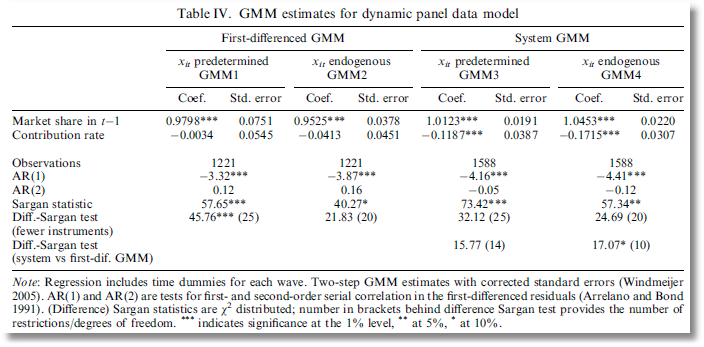 Table IV. GMM estimates for dynamic panel data model
First-differenced GMM System GMM
x_it predetermined x_it endogenous x_it predetermined x_it endogenous
GMM1 GMM2 GMM3 GMM4
Coef. Std. error Coef. Std. error Coef. Std. error Coef. Std. error
Market share in t−1 0.9798*** 0.0751 0.9525*** 0.0378 1.0123*** 0.0191 1.0453*** 0.0220
Contribution rate −0.0034 0.0545 −0.0413 0.0451 −0.1187*** 0.0387 −0.1715*** 0.0307
Observations 1221 1221 1588 1588
AR(1) −3.32*** −3.87*** −4.16*** −4.41***
AR(2) 0.12 0.16 −0.05 −0.12
Sargan statistic 57.65*** 40.27* 73.42*** 57.34**
Diff.-Sargan test 45.76*** (25) 21.83 (20) 32.12 (25) 24.69 (20)
(fewer instruments)
Diff-Sargan test 15.77 (14) 17.07* (10)
(system vs first-dif. GMM)
Note: Regression includes time dummies for each wave. Two-step GMM estimates with corrected standard errors (Windmeijer
2005). AR(1) and AR(2) are tests for first- and second-order serial correlation in the first-differenced residuals (Arrelano and Bond
1991). (Difference) Sargan statistics are χ² distributed; number in brackets behind difference Sargan test provides the number of
restrictions/degrees of freedom. *** indicates significance at the 1% level, ** at 5%, * at 10%.